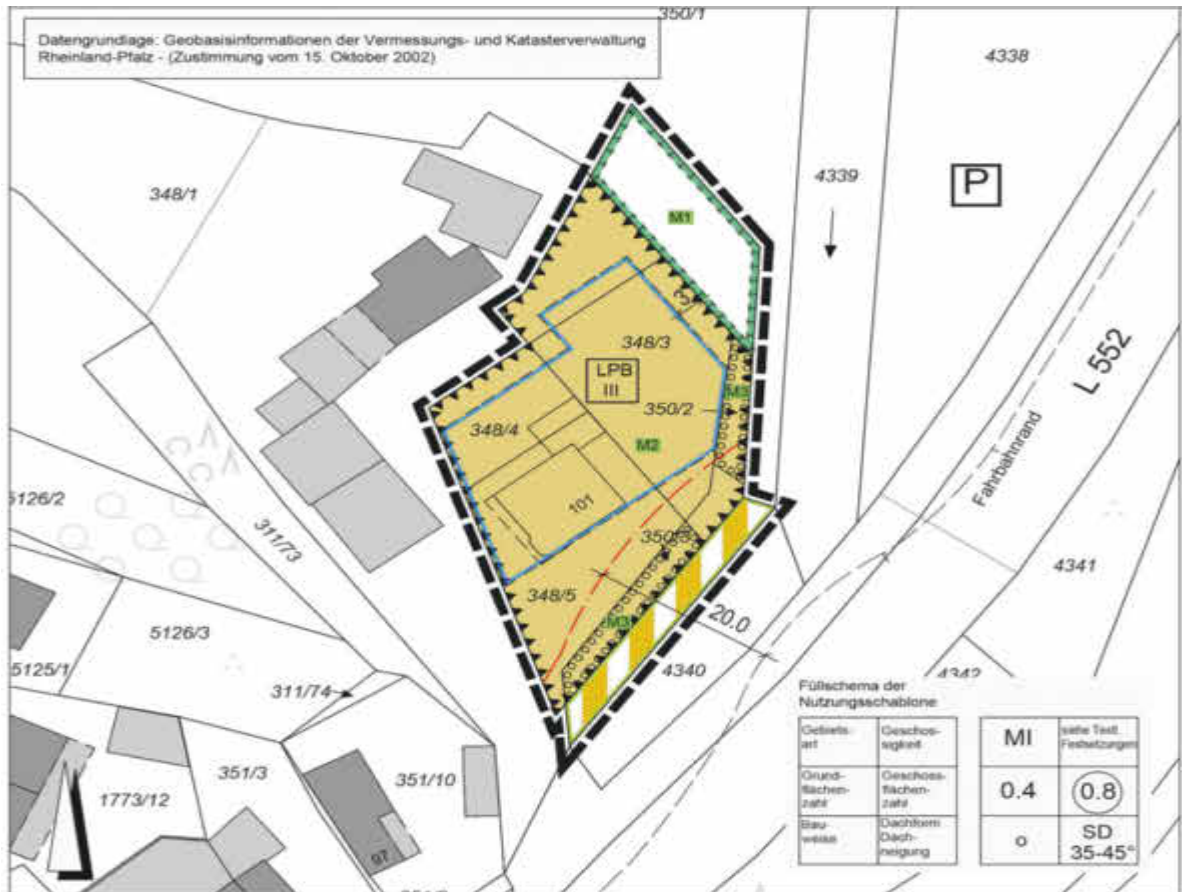 350/1
Datengrundlage: Geobasisinformationen der Vermessungs- und Katasterverwaltung
Rheinland-Pfalz - (Zustimmung vom 15. Oktober 2002)
4338
348/1
4339
P
M1
3
348/3
LPB
III
L 552
M3
350/2
348/4
M2
Fahrbahnrand
5126/2
101
311/73
350/3
4341
348/5
5126/3
M3
20.0
5125/1
4340
4342
311/74
Füllschema der
Nutzungsschablone
Gebiets-
art
Geschos-
sigkeit
MI
siehe Textl.
Festsetzungen
351/3
351/10
1773/12
Grund-
flächen-
zahl
Geschoss-
flächen-
zahl
0.4
0.8
Bau-
weise
Dachform
Dach-
neigung
o
SD
35-45°
97